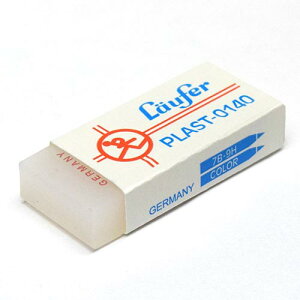 Läufer
PLAST-0140
7B-9H
COLOR
GERMANY
GERMANY